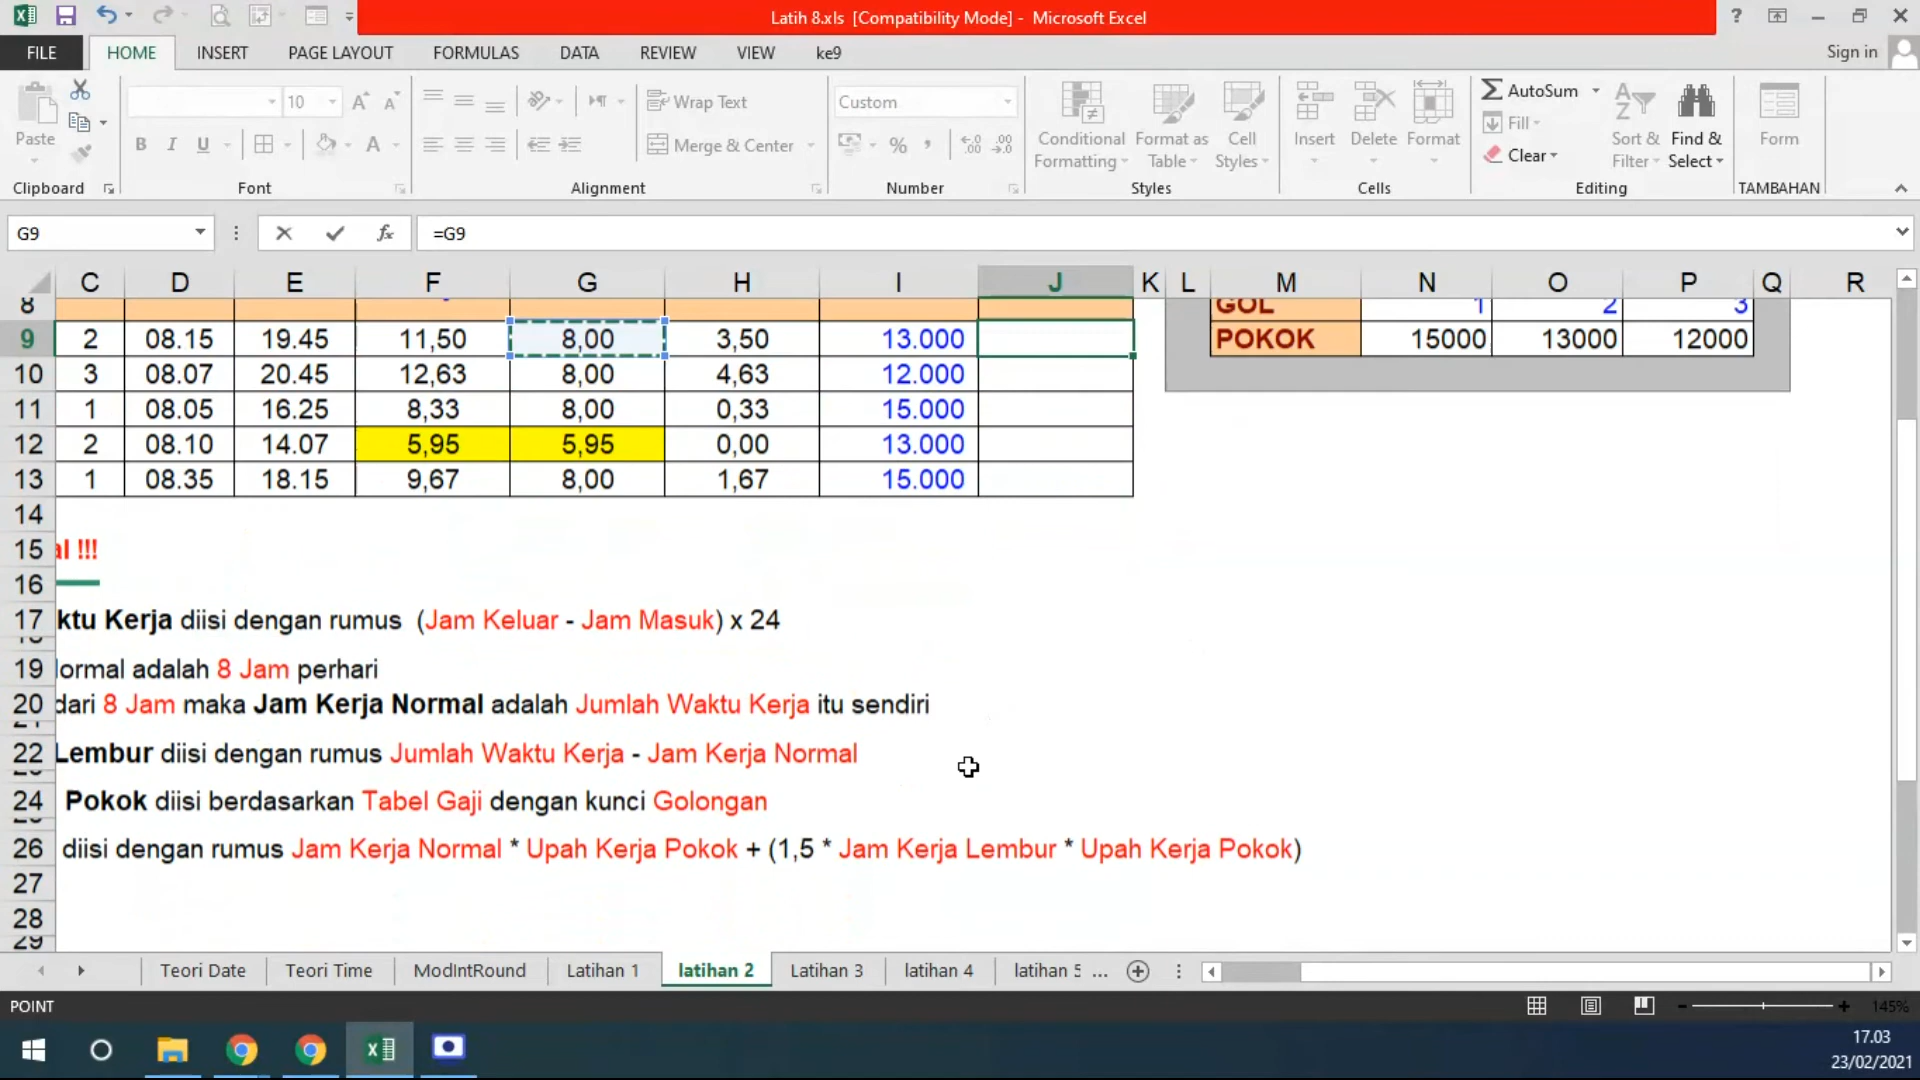 Latih 8.xls [Compatibility Mode] - Microsoft Excel
?
FILE HOME INSERT PAGE LAYOUT FORMULAS DATA REVIEW VIEW ke9 Sign in
Paste
10
Wrap Text
Merge & Center
Custom
Conditional Formatting
Format as Table
Cell Styles
Insert
Delete
Format
AutoSum
Fill
Clear
Sort & Filter
Find & Select
Form
Clipboard Font Alignment Number Styles Cells Editing TAMBAHAN
G9 =G9
C D E F G H I J K L M N O P Q R
8 GOL 1 2 3
9 2 08.15 19.45 11,50 8,00 3,50 13.000 POKOK 15000 13000 12000
10 3 08.07 20.45 12,63 8,00 4,63 12.000
11 1 08.05 16.25 8,33 8,00 0,33 15.000
12 2 08.10 14.07 5,95 5,95 0,00 13.000
13 1 08.35 18.15 9,67 8,00 1,67 15.000
14
15 al !!!
16
17 ktu Kerja diisi dengan rumus (Jam Keluar - Jam Masuk) x 24
19 ormal adalah 8 Jam perhari
20 dari 8 Jam maka Jam Kerja Normal adalah Jumlah Waktu Kerja itu sendiri
22 Lembur diisi dengan rumus Jumlah Waktu Kerja - Jam Kerja Normal
24 Pokok diisi berdasarkan Tabel Gaji dengan kunci Golongan
26 diisi dengan rumus Jam Kerja Normal * Upah Kerja Pokok + (1,5 * Jam Kerja Lembur * Upah Kerja Pokok)
27
28
29
Teori Date Teori Time ModIntRound Latihan 1 latihan 2 Latihan 3 latihan 4 latihan 5 ...
POINT 145%
17.03
23/02/2021